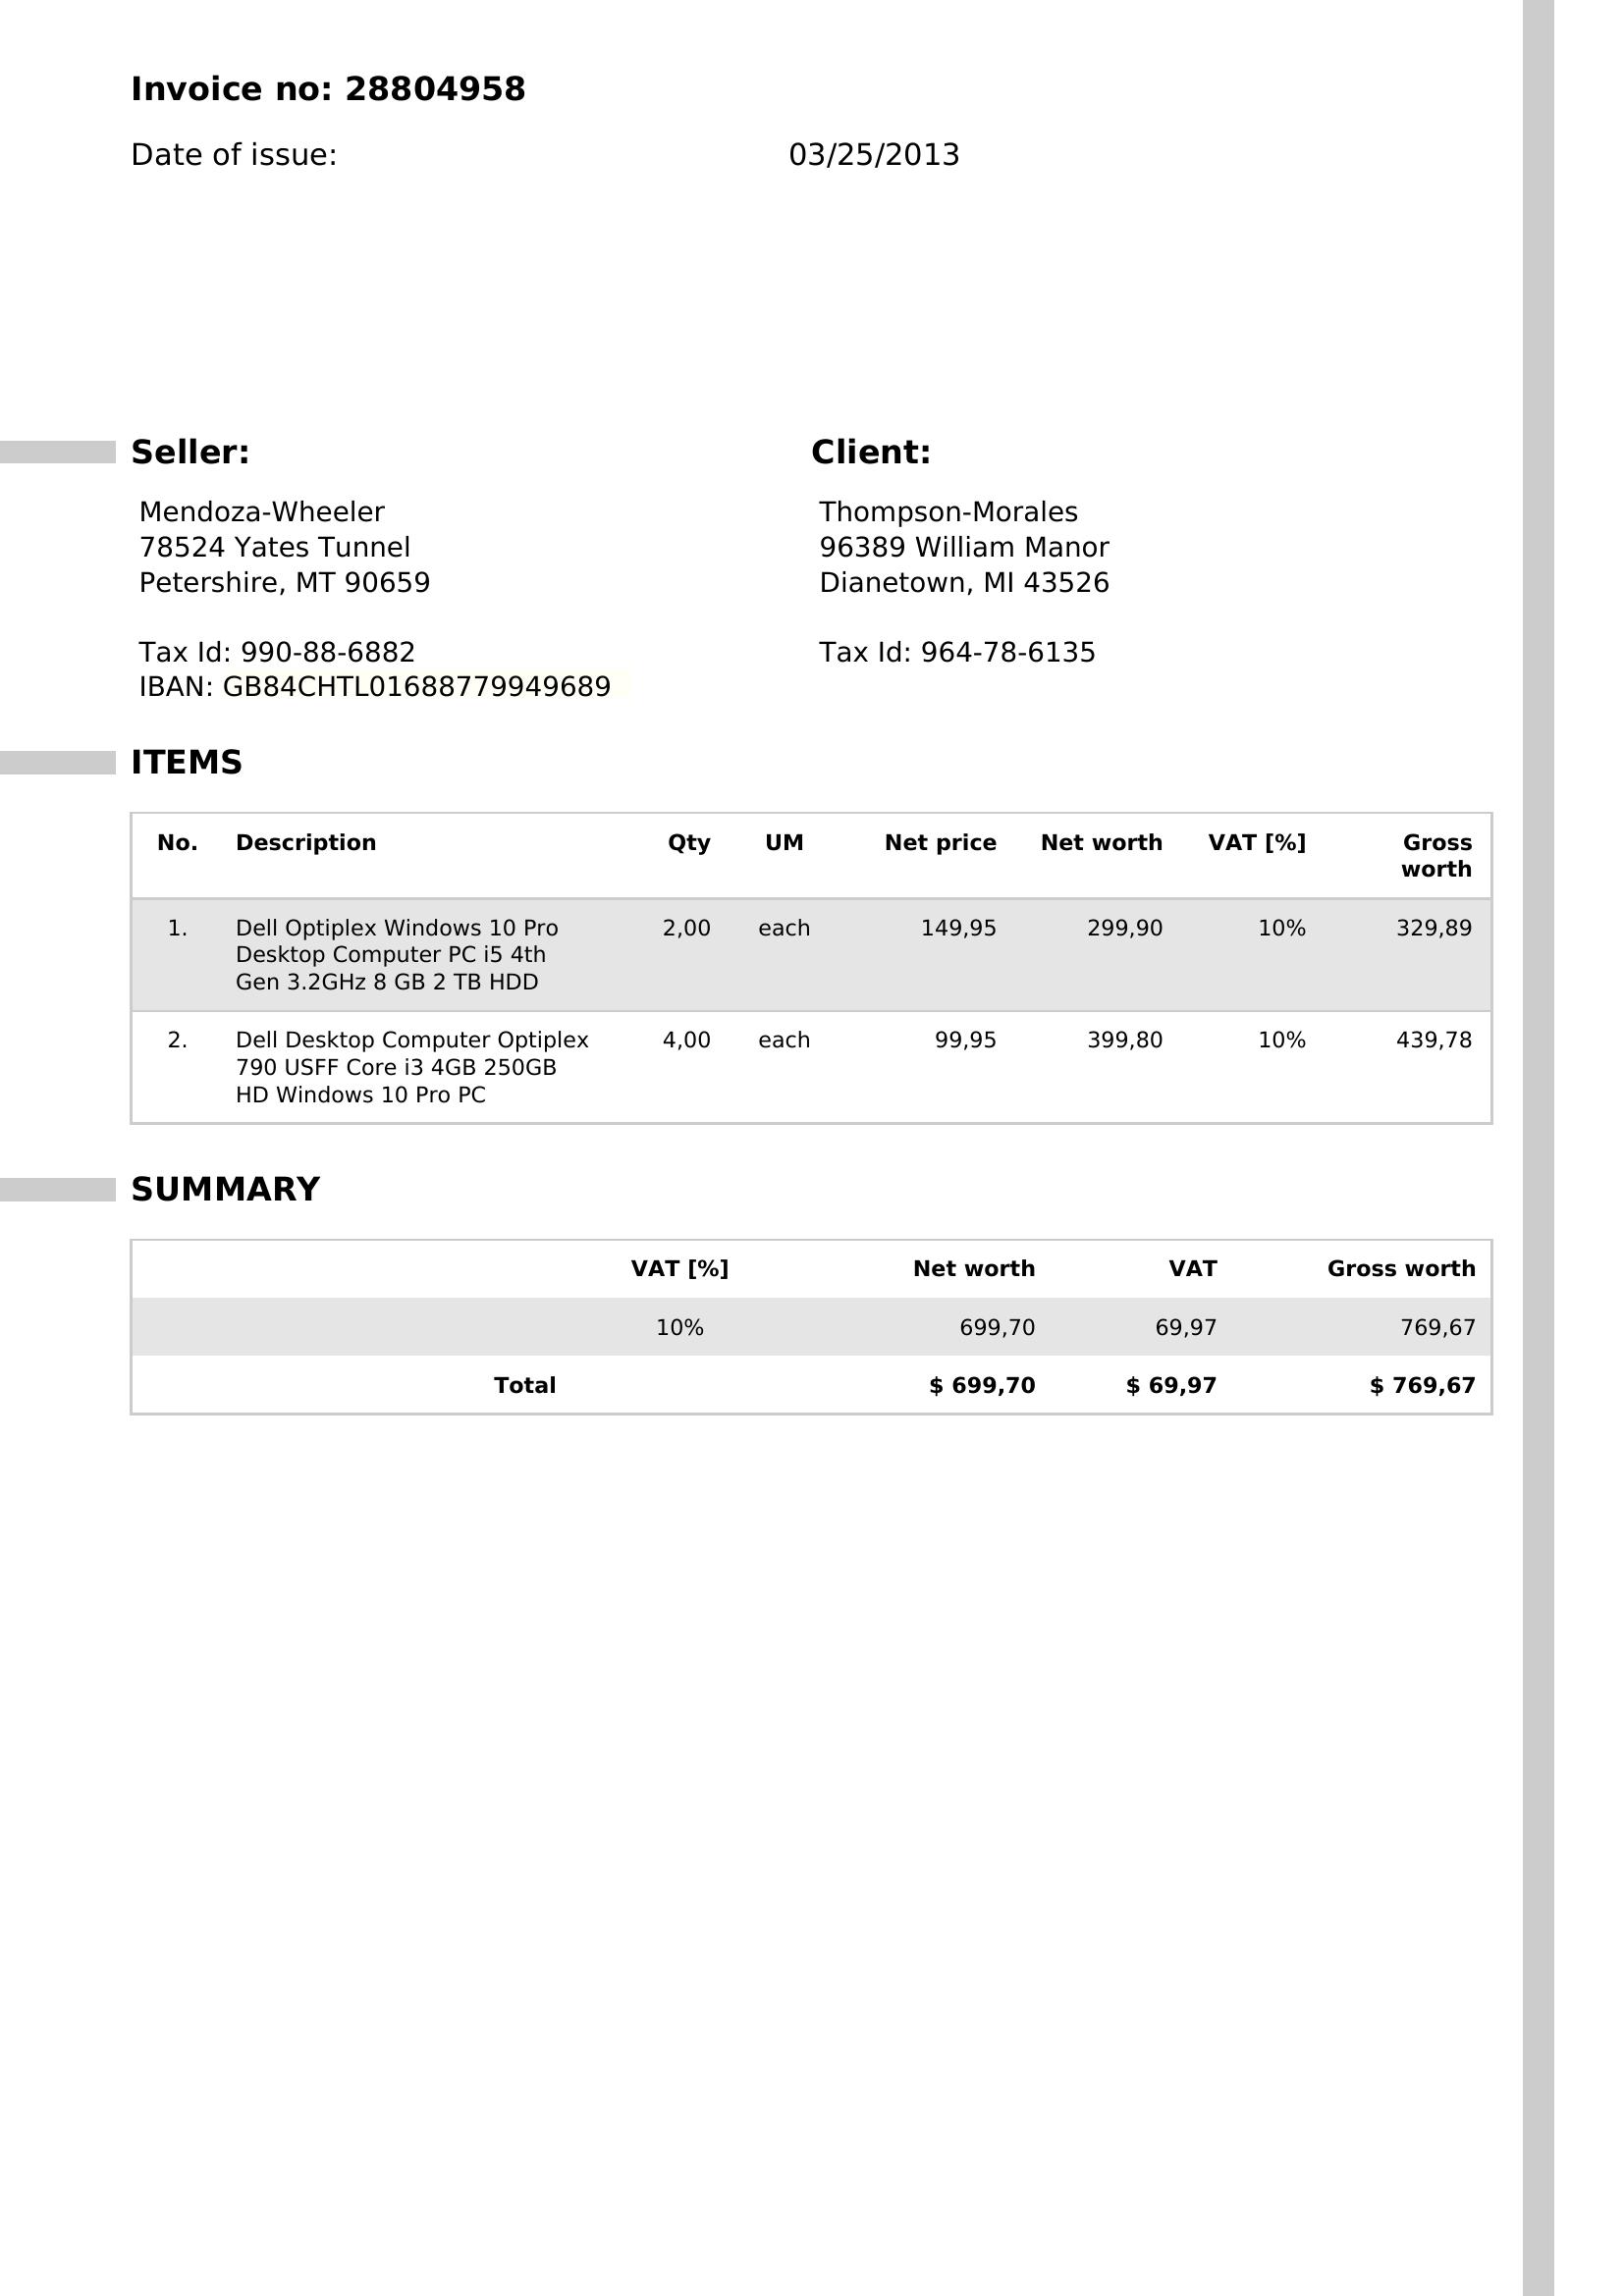 Invoice no: 28804958
Date of issue: 03/25/2013
Seller:
Mendoza-Wheeler
78524 Yates Tunnel
Petershire, MT 90659
Tax Id: 990-88-6882
IBAN: GB84CHTL01688779949689
Client:
Thompson-Morales
96389 William Manor
Dianetown, MI 43526
Tax Id: 964-78-6135
ITEMS
No. Description Qty UM Net price Net worth VAT [%] Gross
worth
1. Dell Optiplex Windows 10 Pro 2,00 each 149,95 299,90 10% 329,89
Desktop Computer PC i5 4th
Gen 3.2GHz 8 GB 2 TB HDD
2. Dell Desktop Computer Optiplex 4,00 each 99,95 399,80 10% 439,78
790 USFF Core i3 4GB 250GB
HD Windows 10 Pro PC
SUMMARY
VAT [%] Net worth VAT Gross worth
10% 699,70 69,97 769,67
Total $ 699,70 $ 69,97 $ 769,67